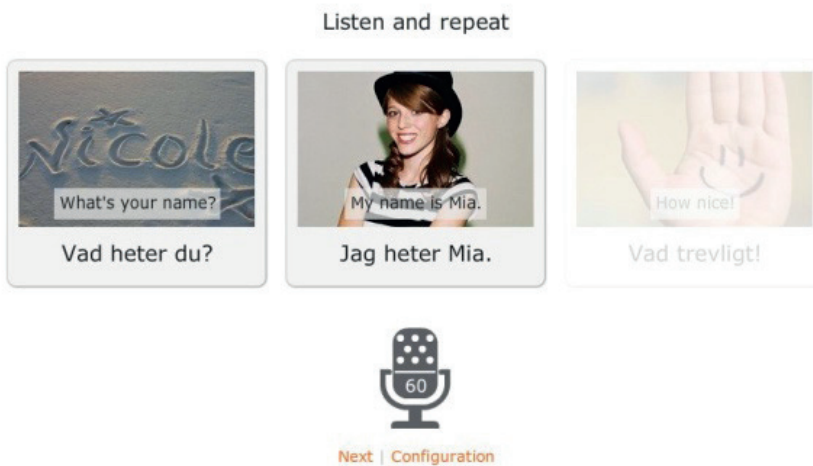 Listen and repeat
Nicole
What's your name?
Vad heter du?
My name is Mia.
Jag heter Mia.
How nice!
Vad trevligt!
60
Next | Configuration